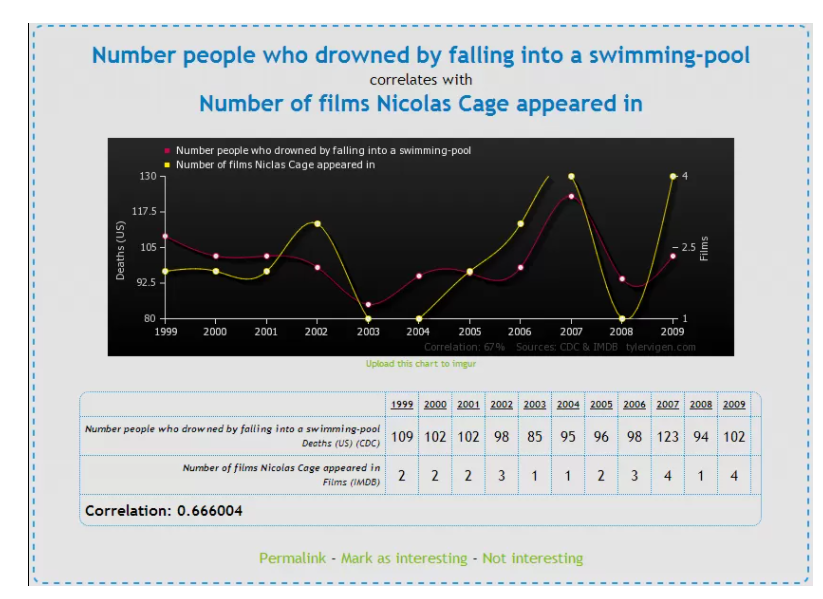 Number people who drowned by falling into a swimming-pool
correlates with
Number of films Nicolas Cage appeared in
Number people who drowned by falling into a swimming-pool
Number of films Niclas Cage appeared in
130
117.5
105
92.5
80
Deaths (US)
4
2.5
1
Films
1999 2000 2001 2002 2003 2004 2005 2006 2007 2008 2009
Correlation: 67% Sources: CDC & IMDB tylervigen.com
Upload this chart to imgur
1999 2000 2001 2002 2003 2004 2005 2006 2007 2008 2009
Number people who drowned by falling into a swimming-pool
Deaths (US) (CDC)
109 102 102 98 85 95 96 98 123 94 102
Number of films Nicolas Cage appeared in
Films (IMDB)
2 2 2 3 1 1 2 3 4 1 4
Correlation: 0.666004
Permalink - Mark as interesting - Not interesting